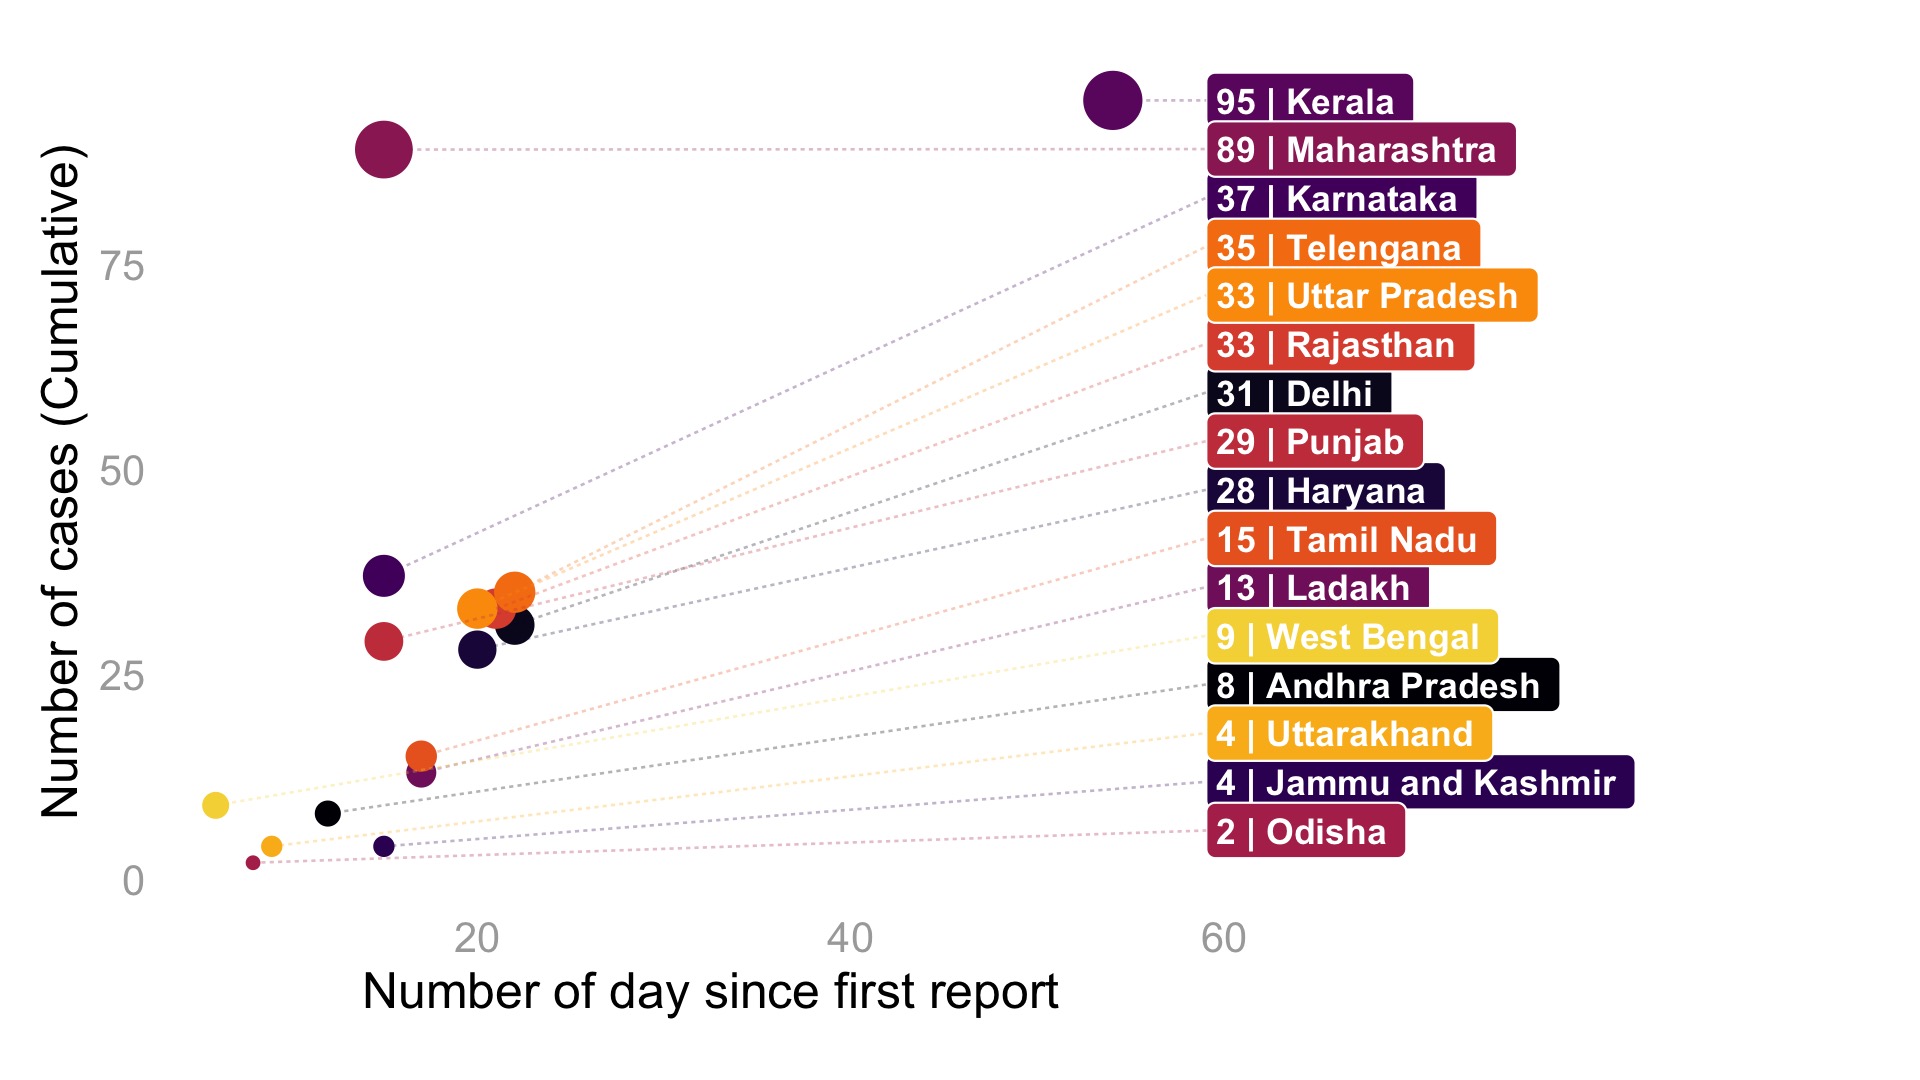 95 | Kerala
89 | Maharashtra
37 | Karnataka
35 | Telengana
33 | Uttar Pradesh
33 | Rajasthan
31 | Delhi
29 | Punjab
28 | Haryana
15 | Tamil Nadu
13 | Ladakh
9 | West Bengal
8 | Andhra Pradesh
4 | Uttarakhand
4 | Jammu and Kashmir
2 | Odisha
Number of cases (Cumulative)
75
50
25
0
20 40 60
Number of day since first report